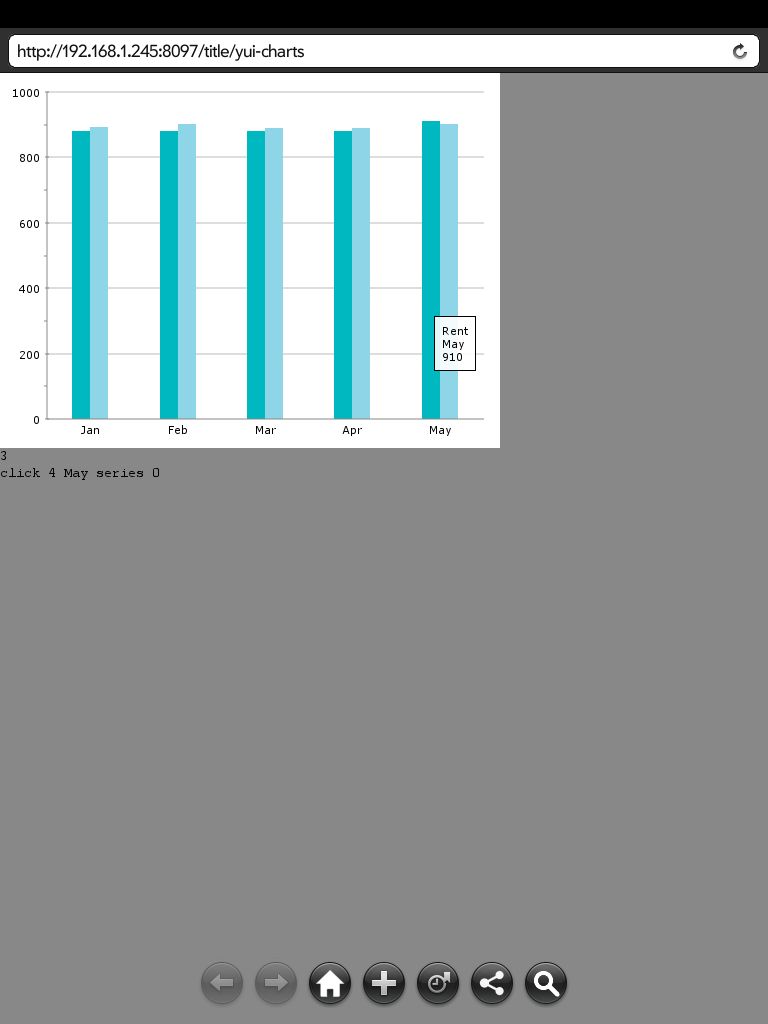 http://192.168.1.245:8097/title/yui-charts
1000
800
600
400
200
0
Rent
May
910
Jan Feb Mar Apr May
3
click 4 May series 0